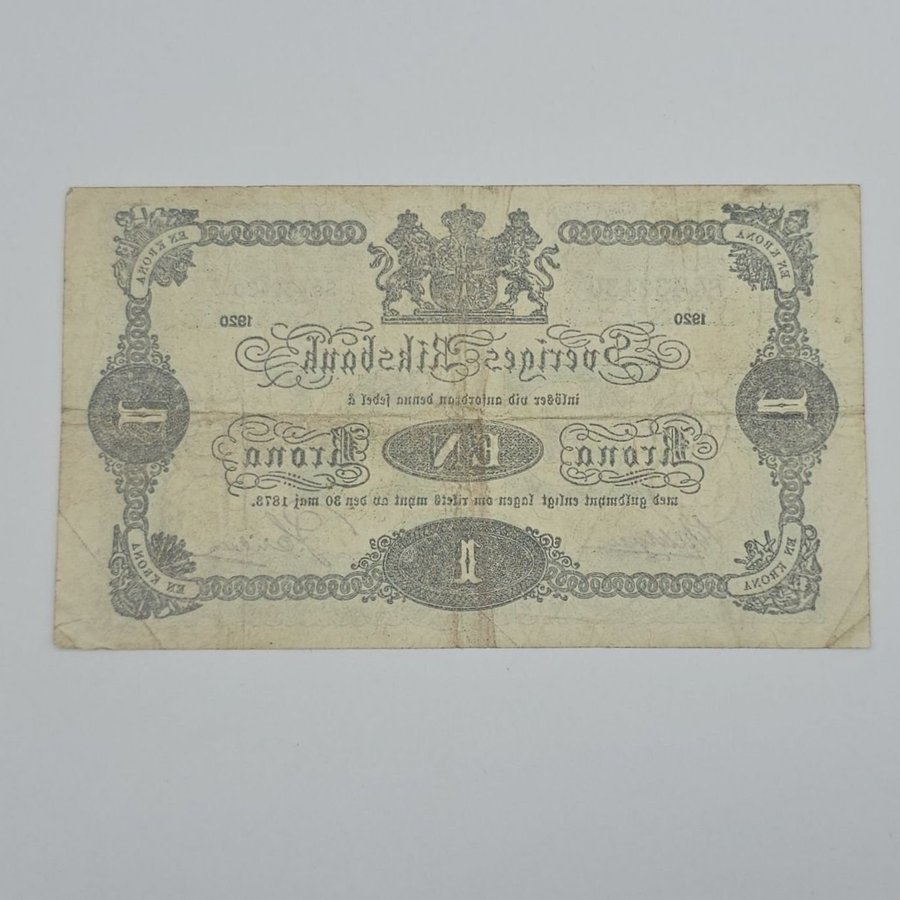 EN KRONA EN KRONA
1920 1920
Sveriges Riksbank
inlöser vid anfordran denna sedel å
1 Krona EN Krona 1
med guldmynt enligt lagen om rikets mynt av den 30 maj 1873.
1
EN KRONA EN KRONA